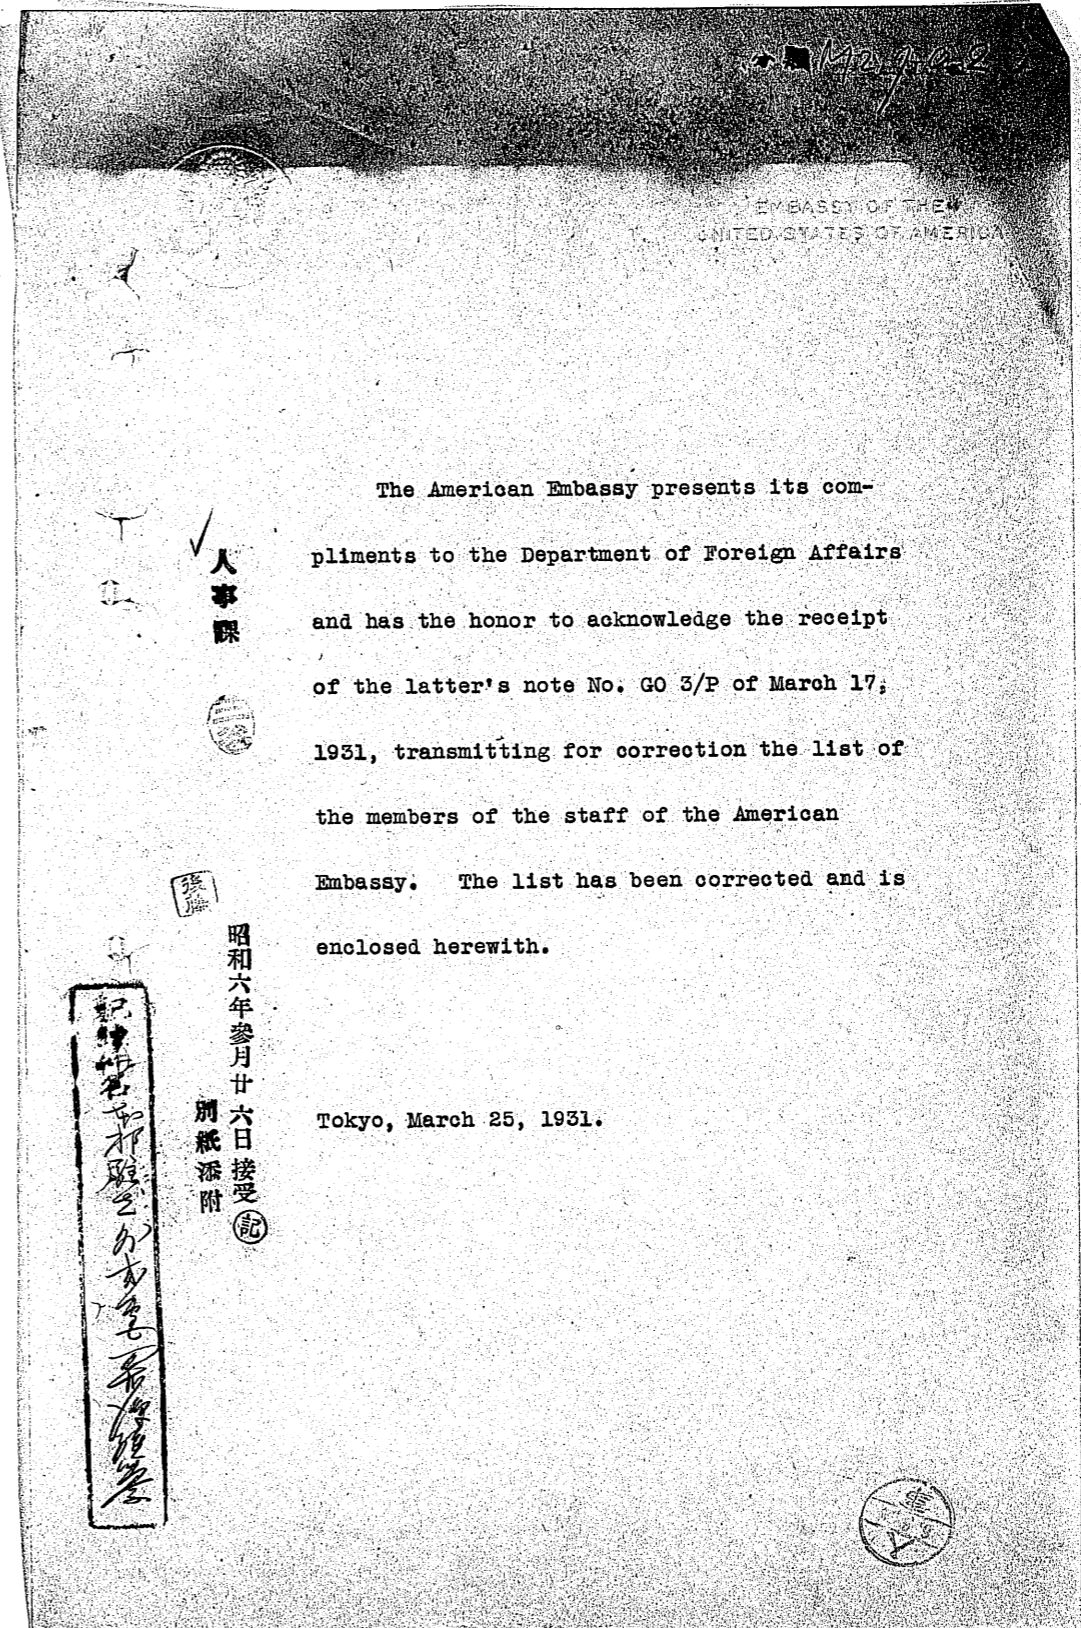 EMBASSY OF THE
UNITED STATES OF AMERICA
The American Embassy presents its com-
pliments to the Department of Foreign Affairs
and has the honor to acknowledge the receipt
of the latter's note No. GO 3/P of March 17,
1931, transmitting for correction the list of
the members of the staff of the American
Embassy. The list has been corrected and is
enclosed herewith.
Tokyo, March 25, 1931.
人事課
昭和六年參月廿六日接受
記
別紙添附